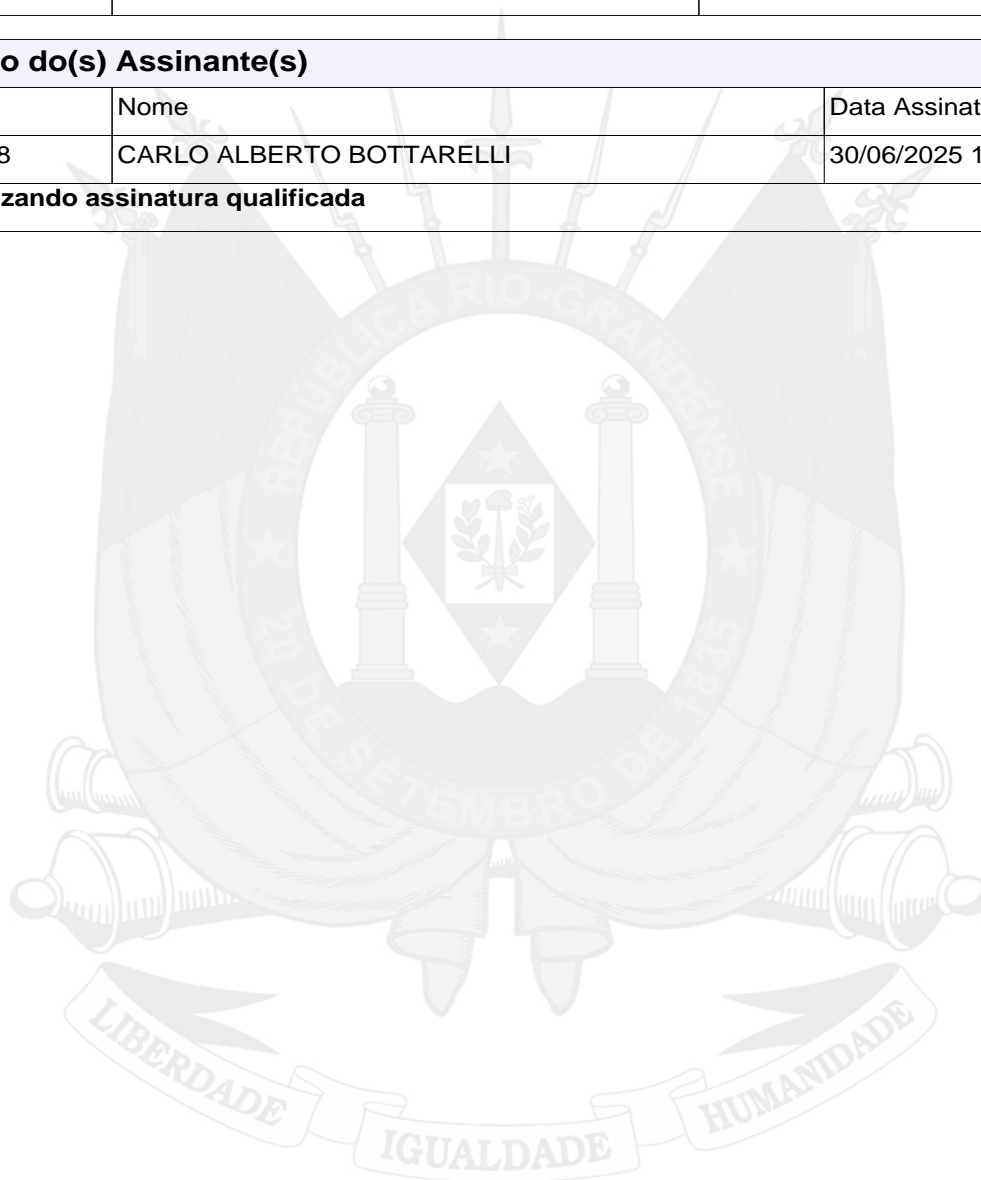 o do(s) Assinante(s)
Nome
Data Assinat
8
CARLO ALBERTO BOTTARELLI
30/06/2025 1
zando assinatura qualificada
REPÚBLICA RIO-GRANDENSE
20 DE SETEMBRO DE 1835
LIBERDADE
IGUALDADE
HUMANIDADE